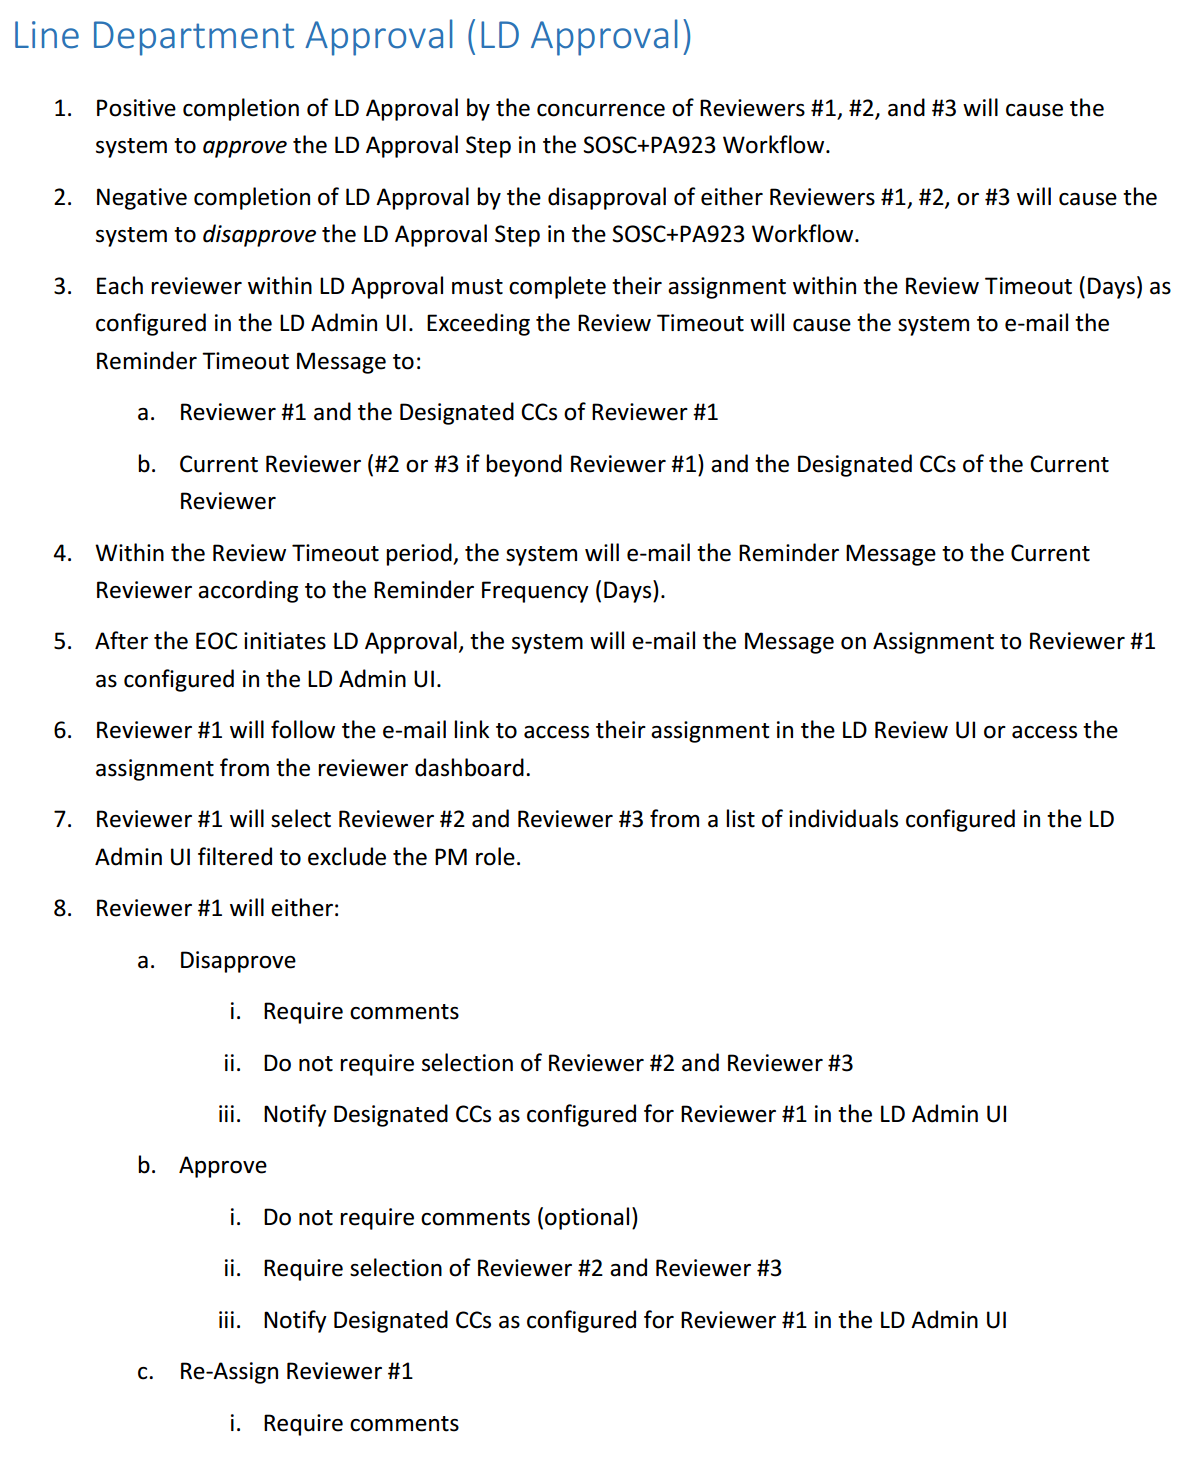 Line Department Approval (LD Approval)
1. Positive completion of LD Approval by the concurrence of Reviewers #1, #2, and #3 will cause the
system to approve the LD Approval Step in the SOSC+PA923 Workflow.
2. Negative completion of LD Approval by the disapproval of either Reviewers #1, #2, or #3 will cause the
system to disapprove the LD Approval Step in the SOSC+PA923 Workflow.
3. Each reviewer within LD Approval must complete their assignment within the Review Timeout (Days) as
configured in the LD Admin UI. Exceeding the Review Timeout will cause the system to e-mail the
Reminder Timeout Message to:
a. Reviewer #1 and the Designated CCs of Reviewer #1
b. Current Reviewer (#2 or #3 if beyond Reviewer #1) and the Designated CCs of the Current
Reviewer
4. Within the Review Timeout period, the system will e-mail the Reminder Message to the Current
Reviewer according to the Reminder Frequency (Days).
5. After the EOC initiates LD Approval, the system will e-mail the Message on Assignment to Reviewer #1
as configured in the LD Admin UI.
6. Reviewer #1 will follow the e-mail link to access their assignment in the LD Review UI or access the
assignment from the reviewer dashboard.
7. Reviewer #1 will select Reviewer #2 and Reviewer #3 from a list of individuals configured in the LD
Admin UI filtered to exclude the PM role.
8. Reviewer #1 will either:
a. Disapprove
i. Require comments
ii. Do not require selection of Reviewer #2 and Reviewer #3
iii. Notify Designated CCs as configured for Reviewer #1 in the LD Admin UI
b. Approve
i. Do not require comments (optional)
ii. Require selection of Reviewer #2 and Reviewer #3
iii. Notify Designated CCs as configured for Reviewer #1 in the LD Admin UI
c. Re-Assign Reviewer #1
i. Require comments